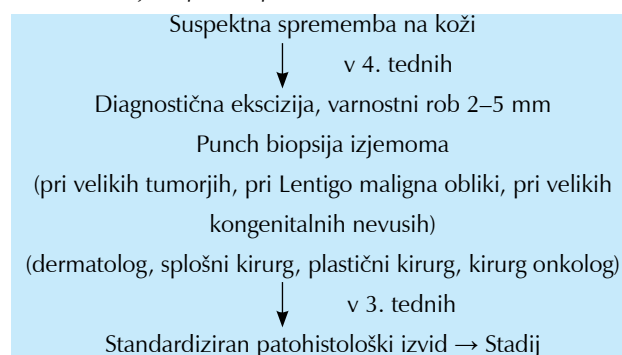 Suspektna sprememba na koži
v 4. tednih
Diagnostična ekscizija, varnostni rob 2–5 mm
Punch biopsija izjemoma
(pri velikih tumorjih, pri Lentigo maligna obliki, pri velikih
kongenitalnih nevusih)
(dermatolog, splošni kirurg, plastični kirurg, kirurg onkolog)
v 3. tednih
Standardiziran patohistološki izvid → Stadij